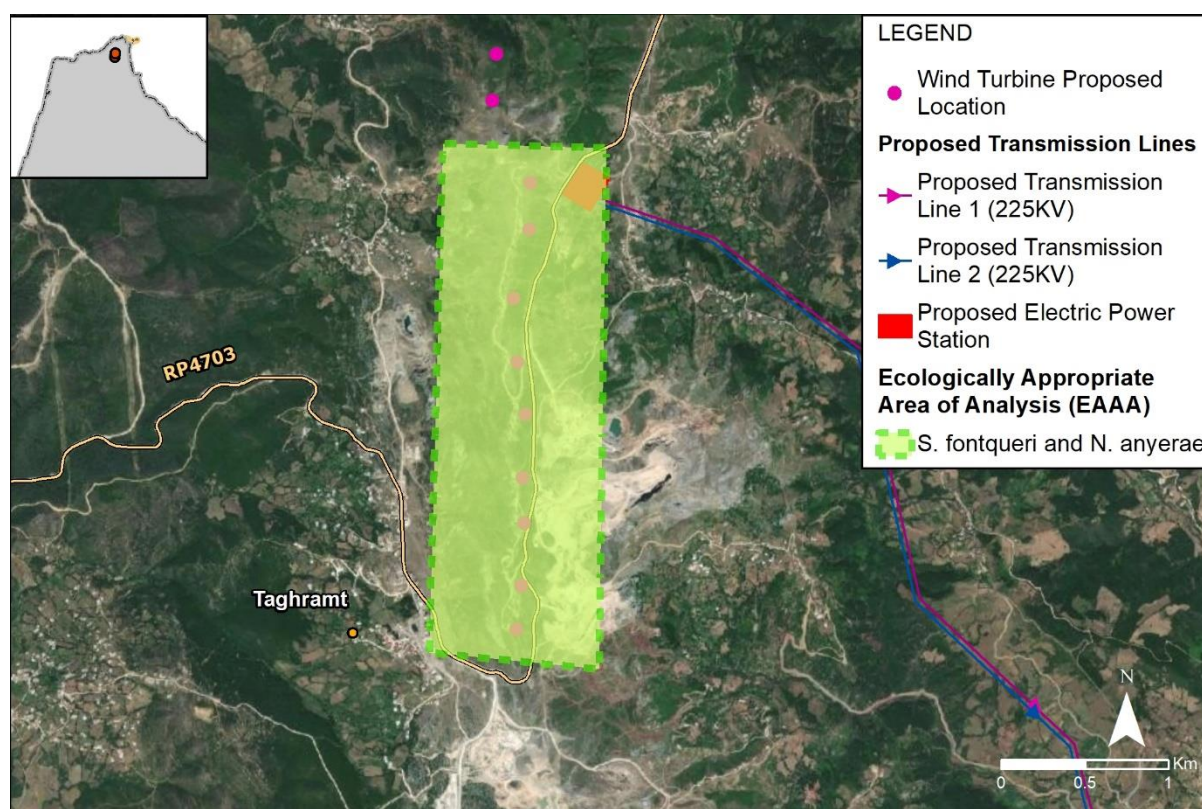 LEGEND
Wind Turbine Proposed
Location
Proposed Transmission Lines
Proposed Transmission
Line 1 (225KV)
Proposed Transmission
Line 2 (225KV)
Proposed Electric Power
Station
Ecologically Appropriate
Area of Analysis (EAAA)
S. fontqueri and N. anyerae
RP4703
Taghramt
N
Km
0 0.5 1